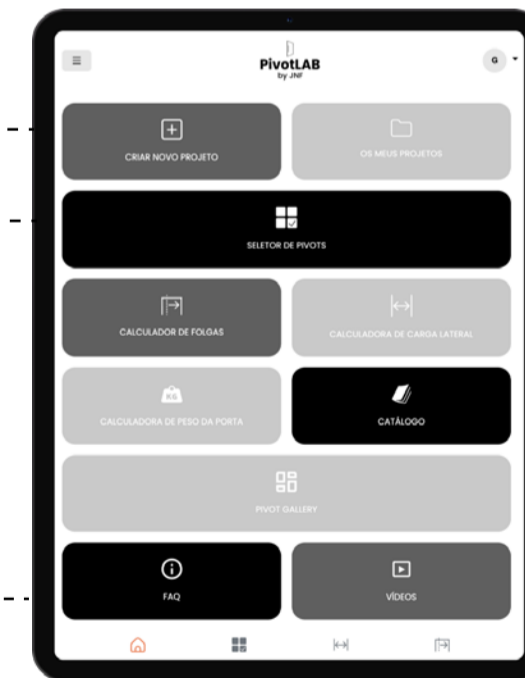 PivotLAB
by JNF
G
CRIAR NOVO PROJETO
OS MEUS PROJETOS
SELETOR DE PIVOTS
CALCULADOR DE FOLGAS
CALCULADORA DE CARGA LATERAL
KG
CALCULADORA DE PESO DA PORTA
CATÁLOGO
PIVOT GALLERY
FAQ
VÍDEOS